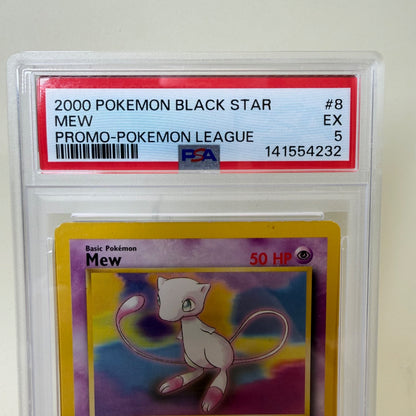 2000 POKEMON BLACK STAR #8
MEW EX
PROMO-POKEMON LEAGUE 5
PSA 141554232
Basic Pokémon
Mew 50 HP